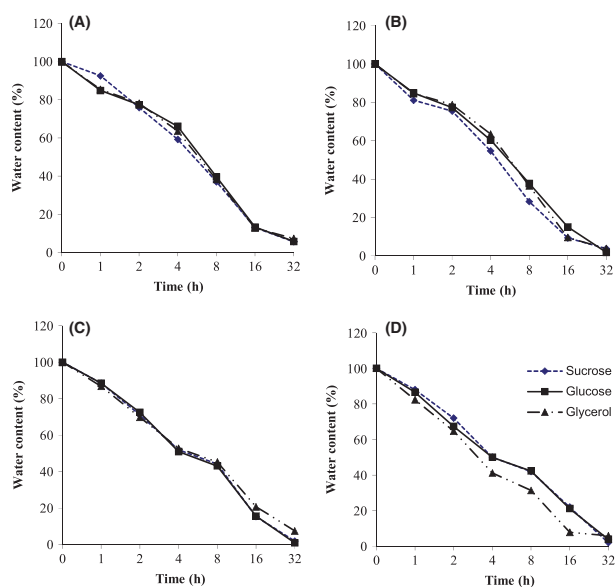 (A)
120
100
80
60
40
20
0
Water content (%)
0 1 2 4 8 16 32
Time (h)
(B)
120
100
80
60
40
20
0
Water content (%)
0 1 2 4 8 16 32
Time (h)
(C)
120
100
80
60
40
20
0
Water content (%)
0 1 2 4 8 16 32
Time (h)
(D)
120
100
80
60
40
20
0
Water content (%)
0 1 2 4 8 16 32
Time (h)
Sucrose
Glucose
Glycerol